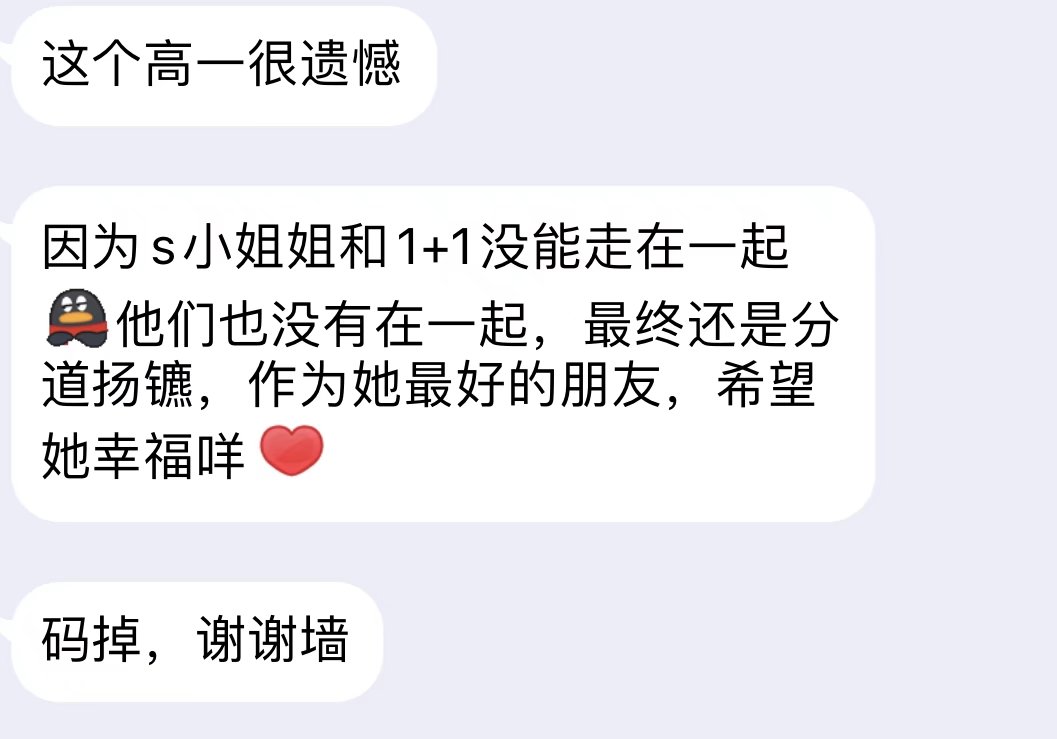 这个高一很遗憾
因为s小姐姐和1+1没能走在一起
他们也没有在一起，最终还是分
道扬镳，作为她最好的朋友，希望
她幸福咩
码掉，谢谢墙